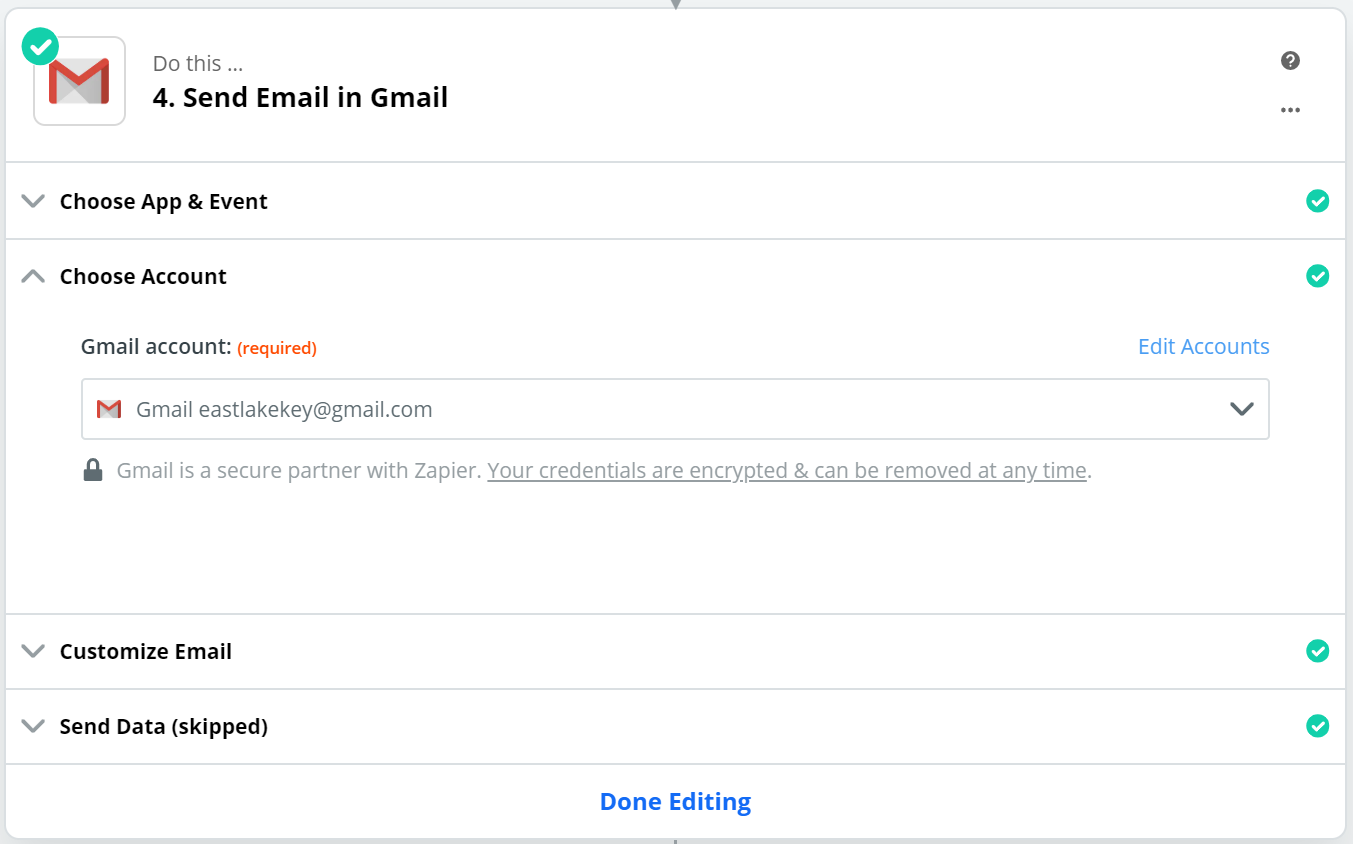 Do this ...
4. Send Email in Gmail
Choose App & Event
Choose Account
Gmail account: (required)
Edit Accounts
Gmail eastlakekey@gmail.com
Gmail is a secure partner with Zapier. Your credentials are encrypted & can be removed at any time.
Customize Email
Send Data (skipped)
Done Editing